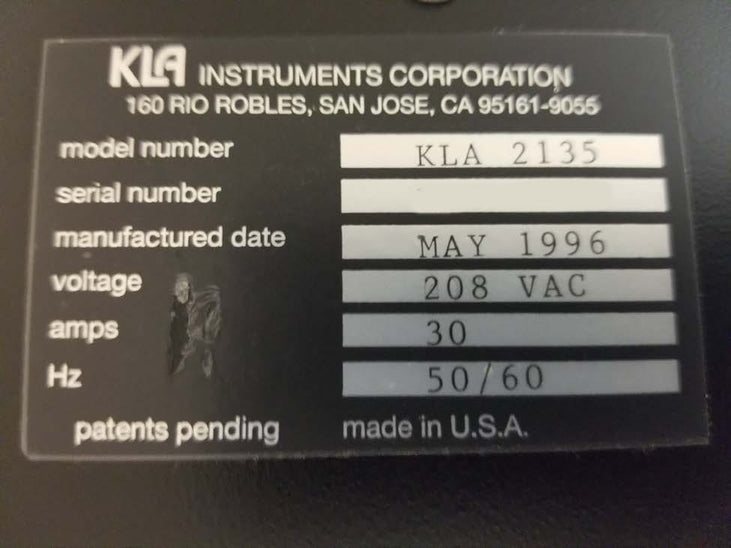 KLA INSTRUMENTS CORPORATION
160 RIO ROBLES, SAN JOSE, CA 95161-9055
model number KLA 2135
serial number
manufactured date MAY 1996
voltage 208 VAC
amps 30
Hz 50/60
patents pending made in U.S.A.